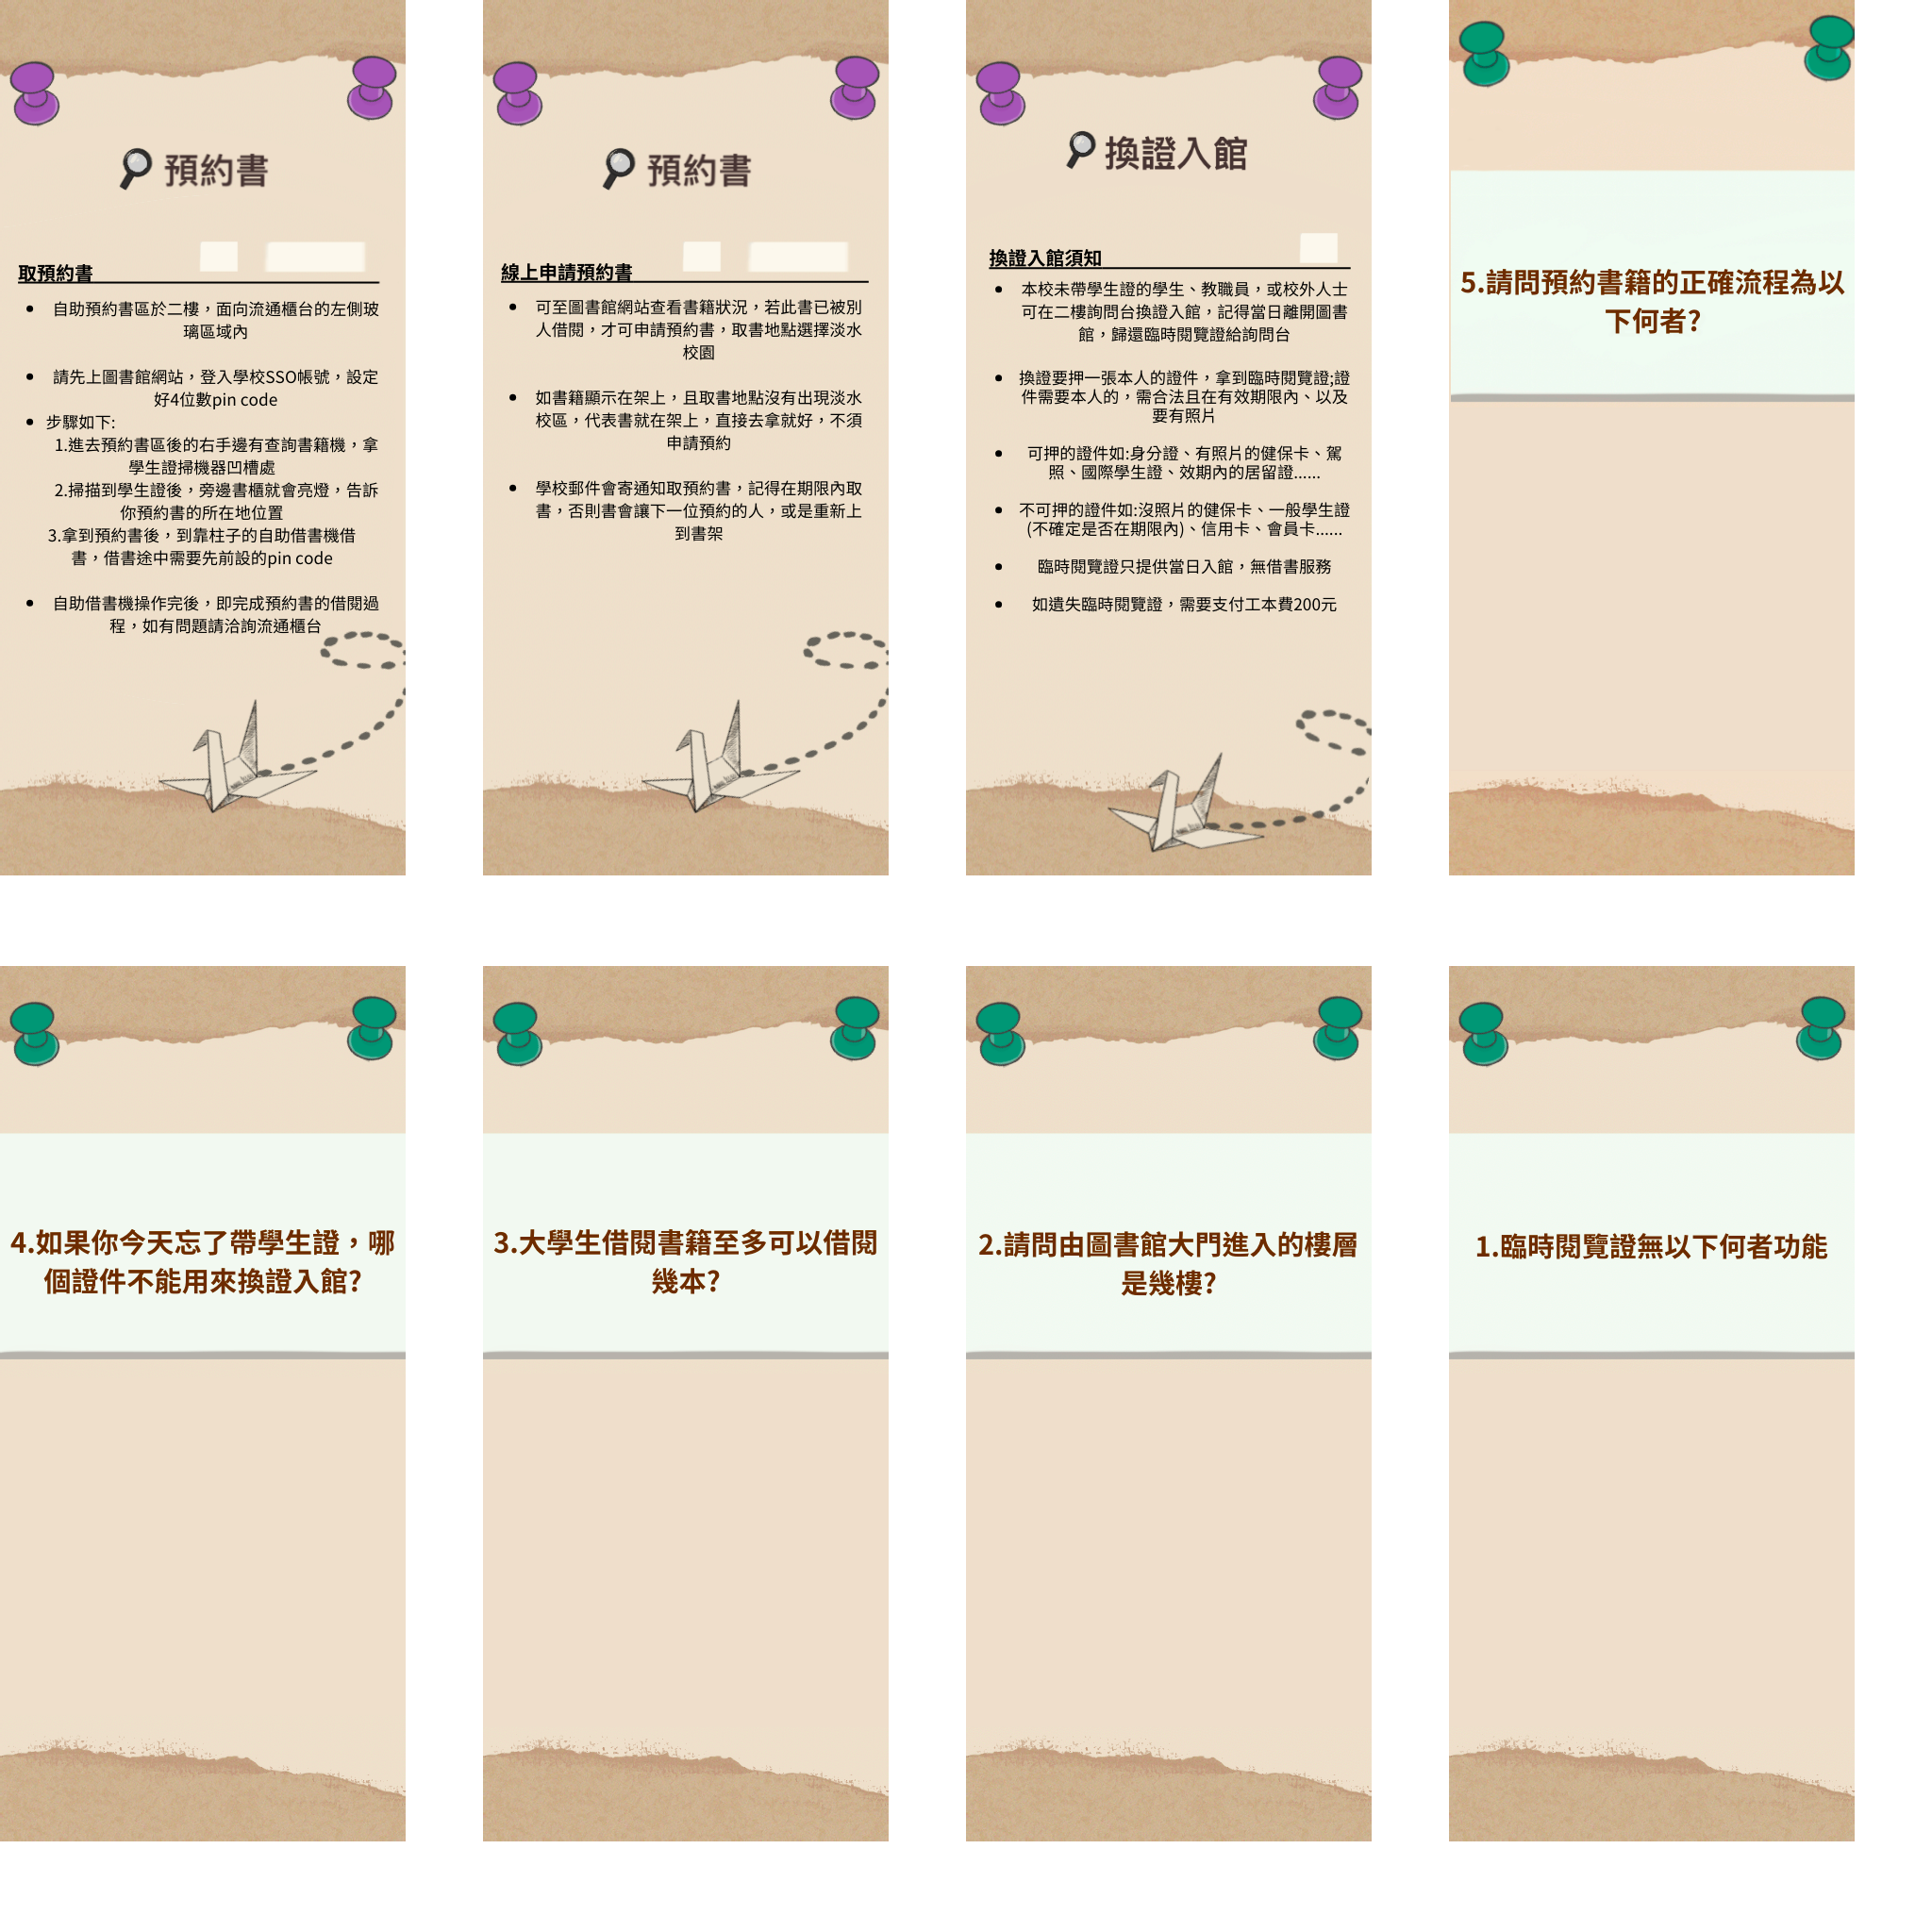 預約書
取預約書
自助預約書區於二樓，面向流通櫃台的左側玻
璃區域內
請先上圖書館網站，登入學校SSO帳號，設定
好4位數pin code
步驟如下:
1.進去預約書區後的右手邊有查詢書籍機，拿
學生證掃機器凹槽處
2.掃描到學生證後，旁邊書櫃就會亮燈，告訴
你預約書的所在地位置
3.拿到預約書後，到靠柱子的自助借書機借
書，借書途中需要先前設的pin code
自助借書機操作完後，即完成預約書的借閱過
程，如有問題請洽詢流通櫃台
預約書
線上申請預約書
可至圖書館網站查看書籍狀況，若此書已被別
人借閱，才可申請預約書，取書地點選擇淡水
校園
如書籍顯示在架上，且取書地點沒有出現淡水
校區，代表書就在架上，直接去拿就好，不須
申請預約
學校郵件會寄通知取預約書，記得在期限內取
書，否則書會讓下一位預約的人，或是重新上
到書架
換證入館
換證入館須知
本校未帶學生證的學生、教職員，或校外人士
可在二樓詢問台換證入館，記得當日離開圖書
館，歸還臨時閱覽證給詢問台
換證要押一張本人的證件，拿到臨時閱覽證;證
件需要本人的，需合法且在有效期限內、以及
要有照片
可押的證件如:身分證、有照片的健保卡、駕
照、國際學生證、效期內的居留證......
不可押的證件如:沒照片的健保卡、一般學生證
(不確定是否在期限內)、信用卡、會員卡......
臨時閱覽證只提供當日入館，無借書服務
如遺失臨時閱覽證，需要支付工本費200元
5.請問預約書籍的正確流程為以
下何者?
4.如果你今天忘了帶學生證，哪
個證件不能用來換證入館?
3.大學生借閱書籍至多可以借閱
幾本?
2.請問由圖書館大門進入的樓層
是幾樓?
1.臨時閱覽證無以下何者功能